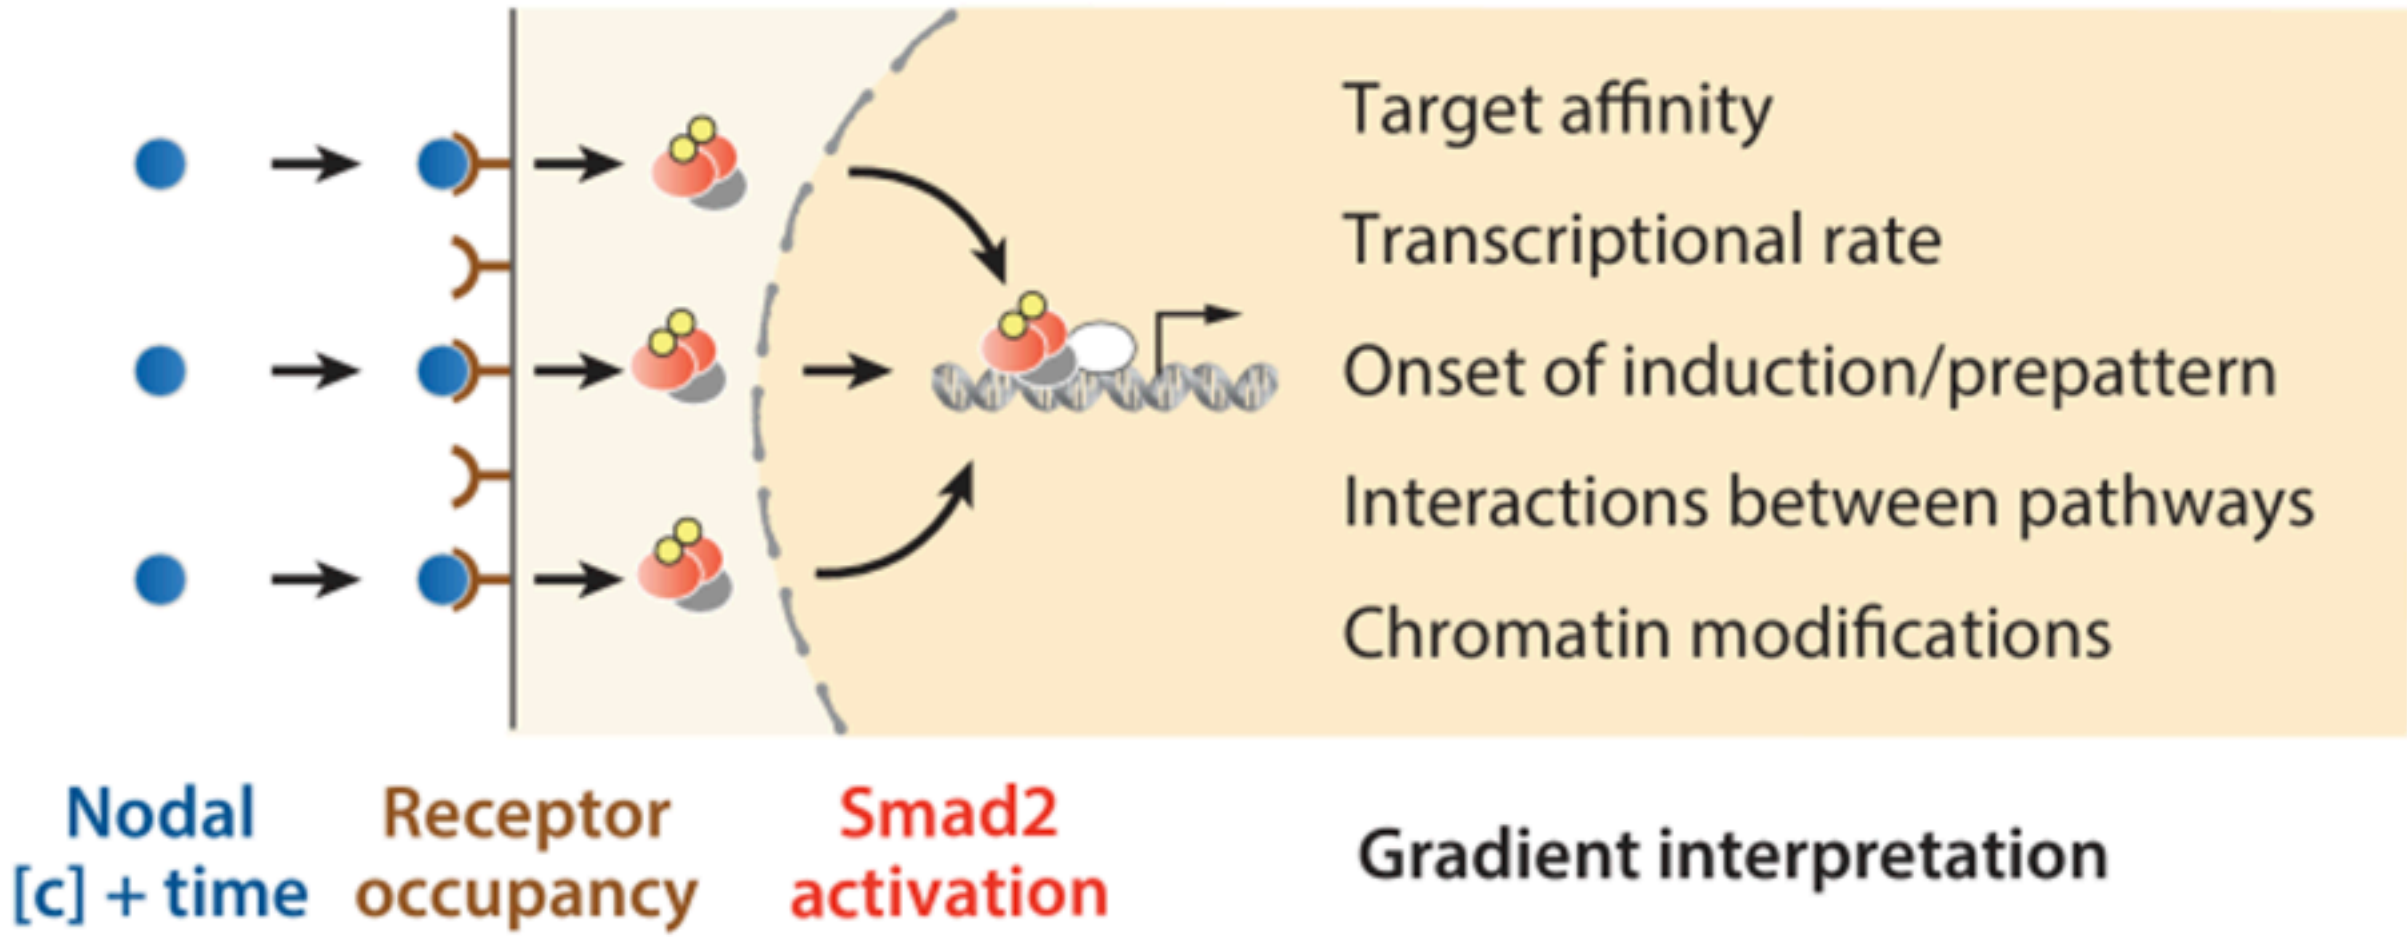 Target affinity
Transcriptional rate
Onset of induction/prepattern
Interactions between pathways
Chromatin modifications
Nodal
[c] + time
Receptor
occupancy
Smad2
activation
Gradient interpretation